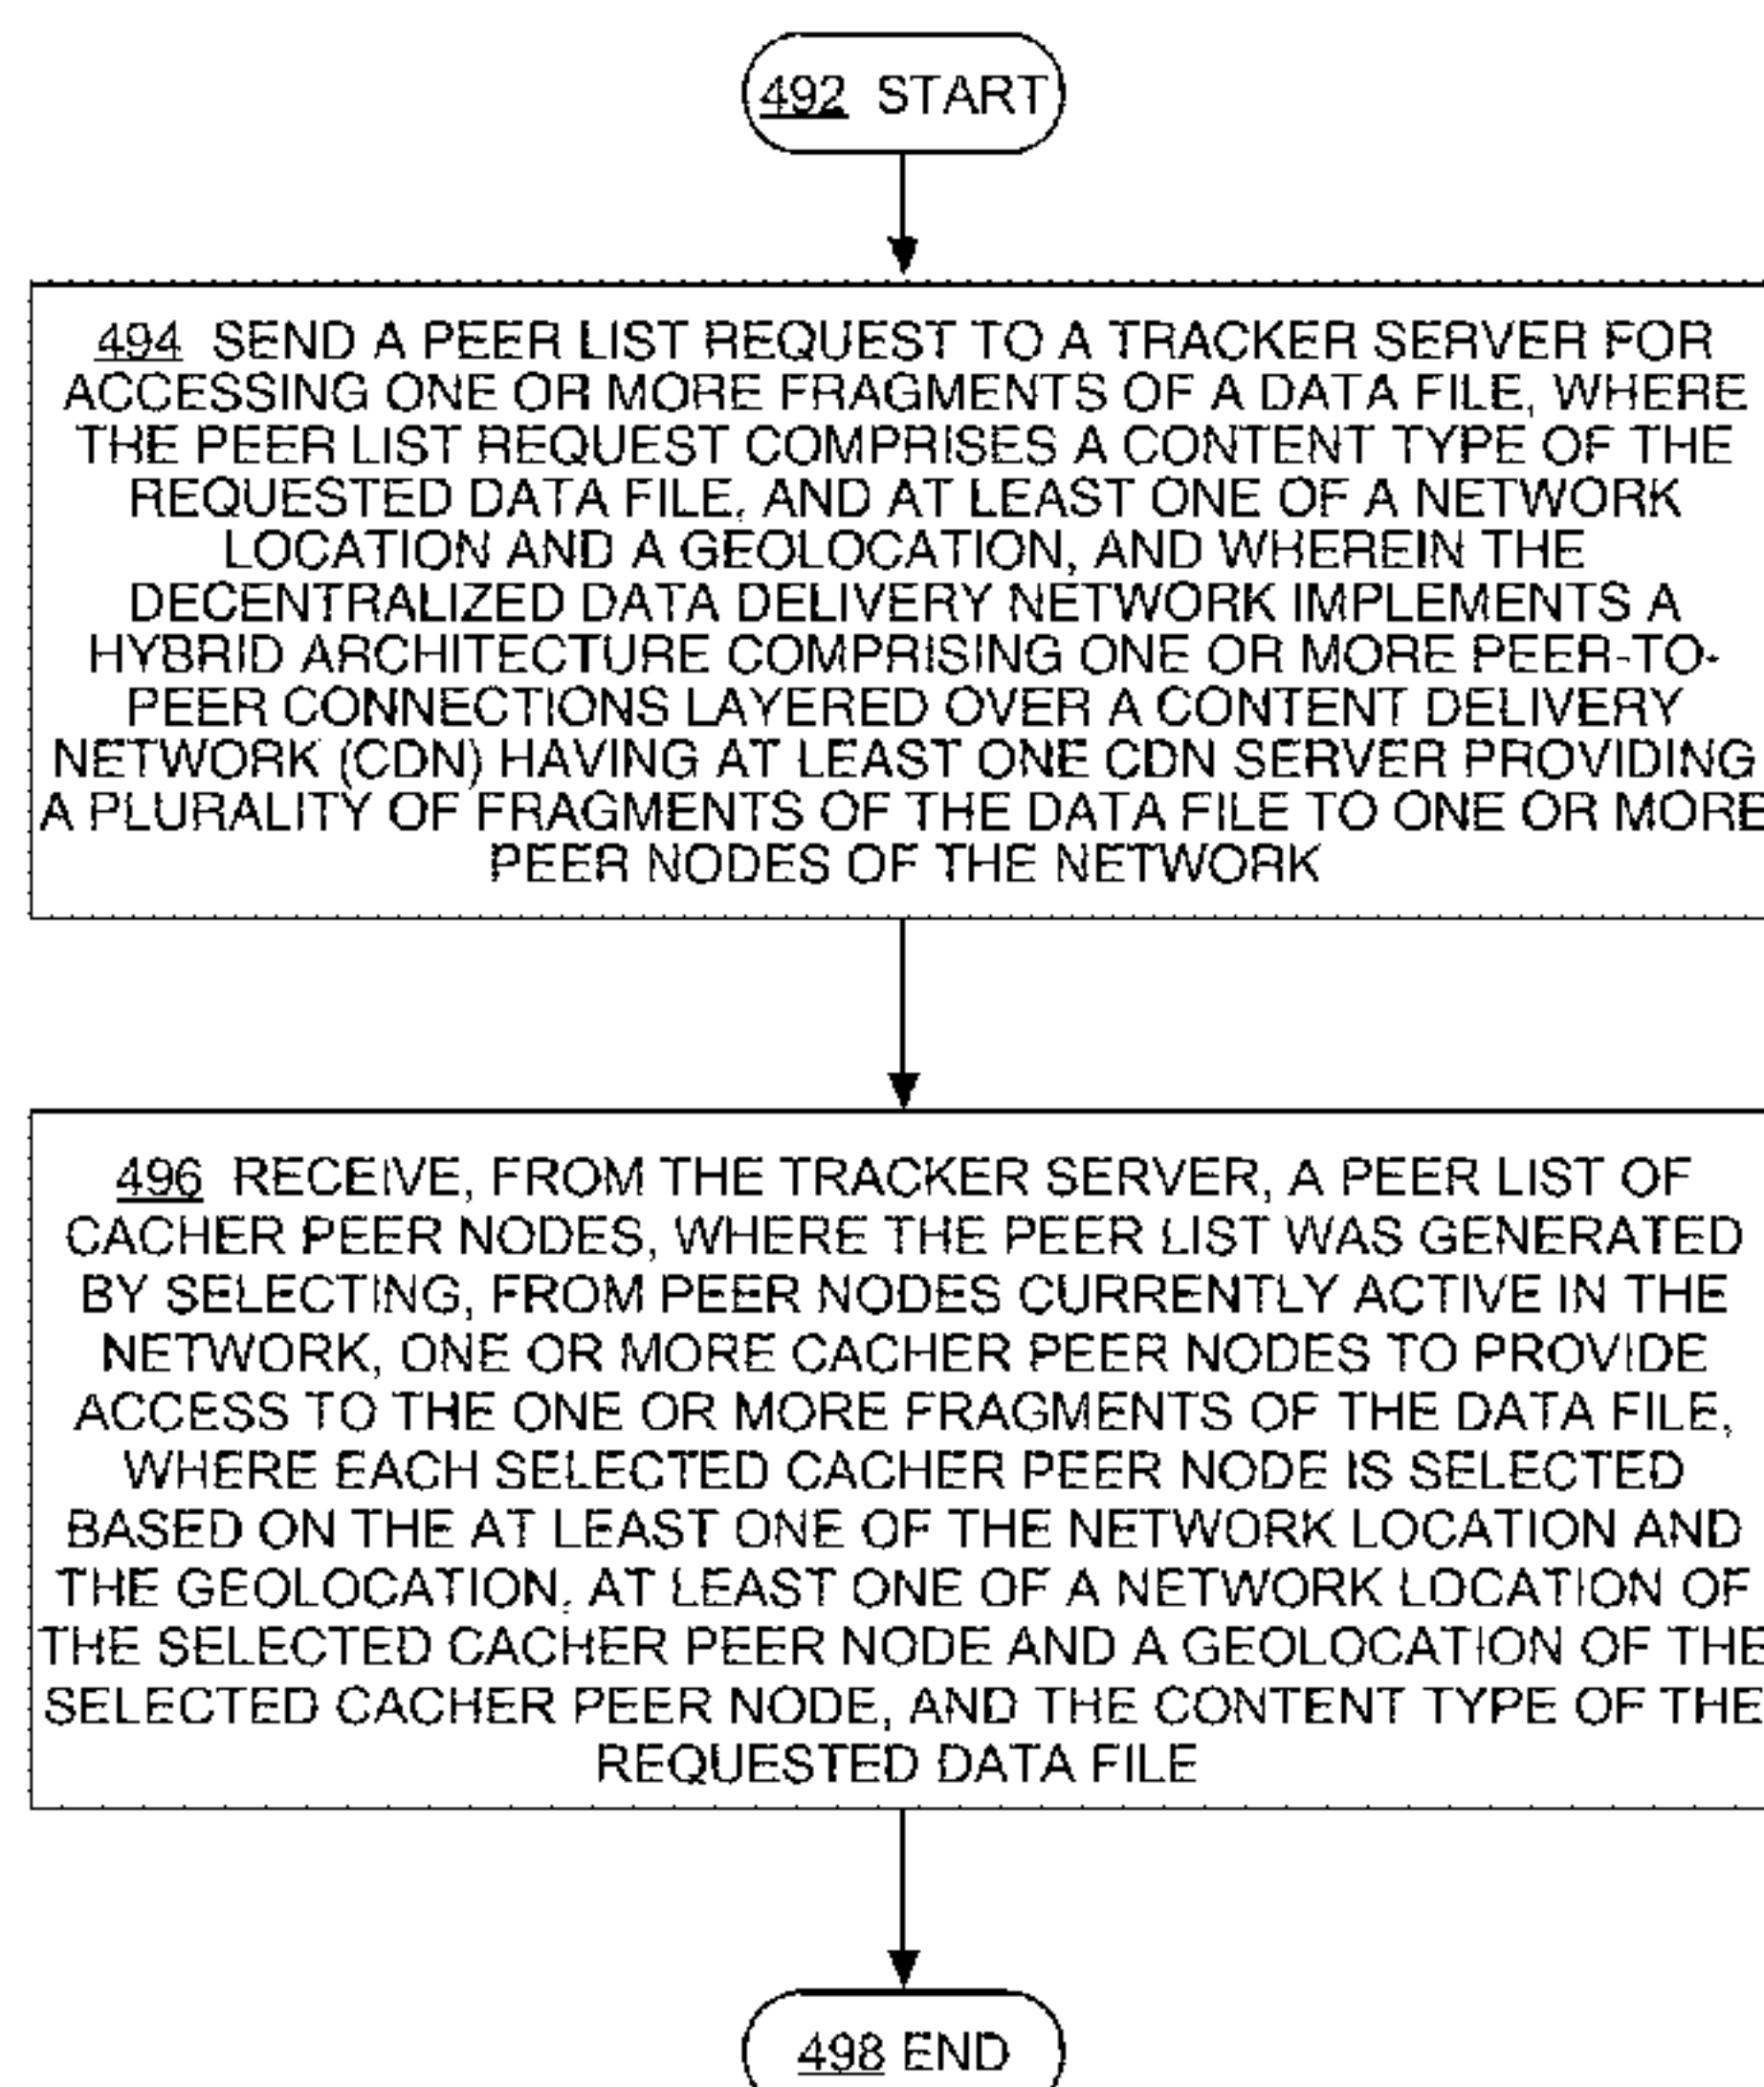 492 START
494 SEND A PEER LIST REQUEST TO A TRACKER SERVER FOR
ACCESSING ONE OR MORE FRAGMENTS OF A DATA FILE, WHERE
THE PEER LIST REQUEST COMPRISES A CONTENT TYPE OF THE
REQUESTED DATA FILE, AND AT LEAST ONE OF A NETWORK
LOCATION AND A GEOLOCATION, AND WHEREIN THE
DECENTRALIZED DATA DELIVERY NETWORK IMPLEMENTS A
HYBRID ARCHITECTURE COMPRISING ONE OR MORE PEER-TO-
PEER CONNECTIONS LAYERED OVER A CONTENT DELIVERY
NETWORK (CDN) HAVING AT LEAST ONE CDN SERVER PROVIDING
A PLURALITY OF FRAGMENTS OF THE DATA FILE TO ONE OR MORE
PEER NODES OF THE NETWORK
496 RECEIVE, FROM THE TRACKER SERVER, A PEER LIST OF
CACHER PEER NODES, WHERE THE PEER LIST WAS GENERATED
BY SELECTING, FROM PEER NODES CURRENTLY ACTIVE IN THE
NETWORK, ONE OR MORE CACHER PEER NODES TO PROVIDE
ACCESS TO THE ONE OR MORE FRAGMENTS OF THE DATA FILE,
WHERE EACH SELECTED CACHER PEER NODE IS SELECTED
BASED ON THE AT LEAST ONE OF THE NETWORK LOCATION AND
THE GEOLOCATION, AT LEAST ONE OF A NETWORK LOCATION OF
THE SELECTED CACHER PEER NODE AND A GEOLOCATION OF THE
SELECTED CACHER PEER NODE, AND THE CONTENT TYPE OF THE
REQUESTED DATA FILE
498 END